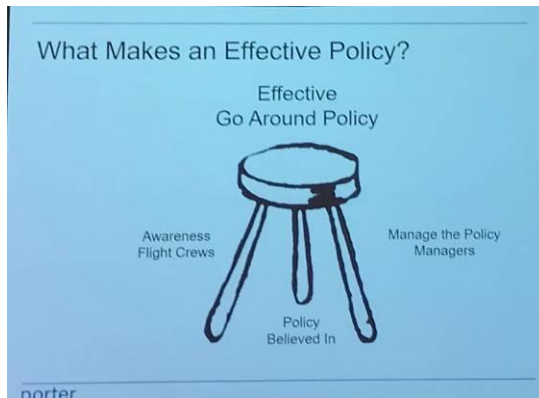 What Makes an Effective Policy?
Effective
Go Around Policy
Awareness
Flight Crews
Manage the Policy
Managers
Policy
Believed In
porter